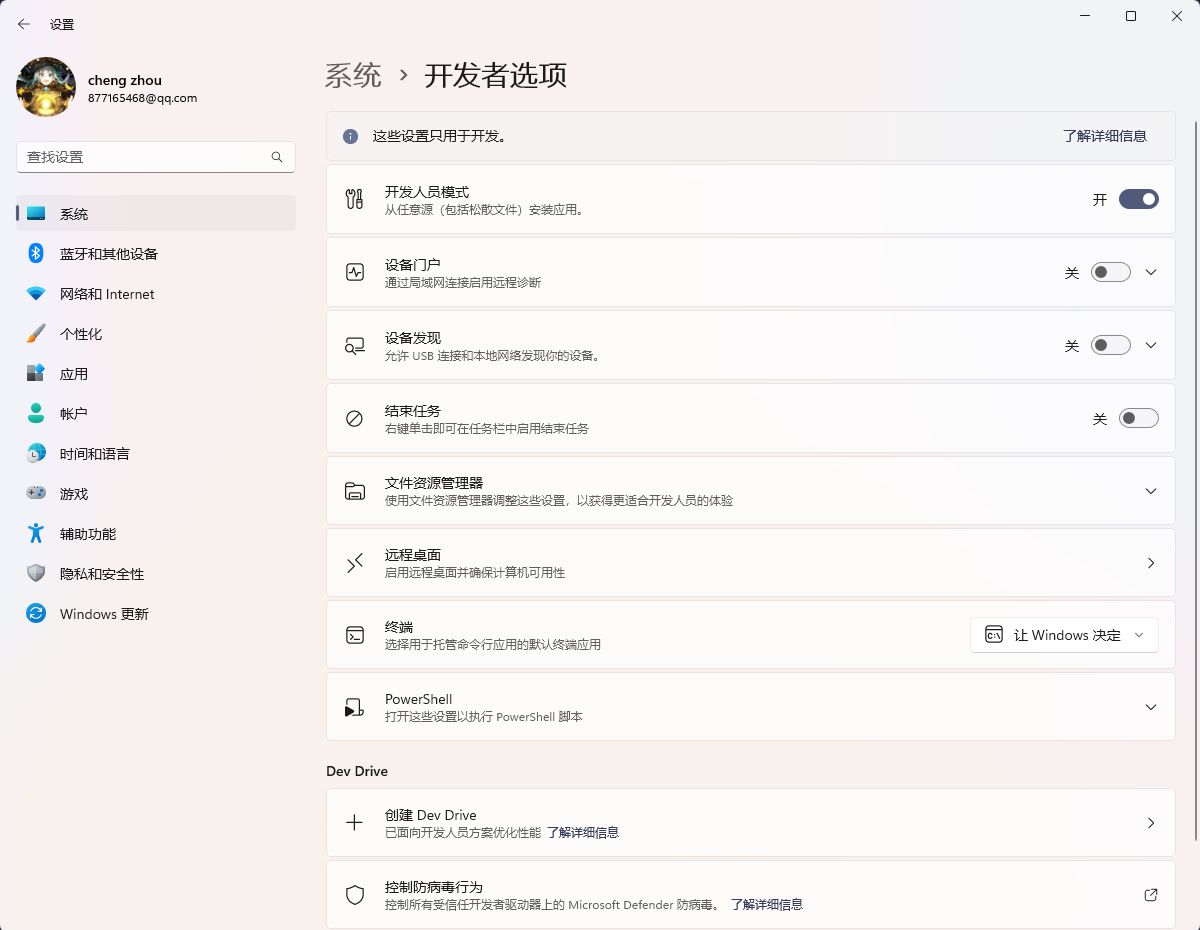 设置
cheng zhou
877165468@qq.com
查找设置
系统
蓝牙和其他设备
网络和 Internet
个性化
应用
帐户
时间和语言
游戏
辅助功能
隐私和安全性
Windows 更新
系统 › 开发者选项
这些设置只用于开发。 了解详细信息
开发人员模式
从任意源（包括松散文件）安装应用。
开
设备门户
通过局域网连接启用远程诊断
关
设备发现
允许 USB 连接和本地网络发现你的设备。
关
结束任务
右键单击即可在任务栏中启用结束任务
关
文件资源管理器
使用文件资源管理器调整这些设置，以获得更适合开发人员的体验
远程桌面
启用远程桌面并确保计算机可用性
终端
选择用于托管命令行应用的默认终端应用
让 Windows 决定
PowerShell
打开这些设置以执行 PowerShell 脚本
Dev Drive
创建 Dev Drive
已面向开发人员方案优化性能 了解详细信息
控制防病毒行为
控制所有受信任开发者驱动器上的 Microsoft Defender 防病毒。 了解详细信息